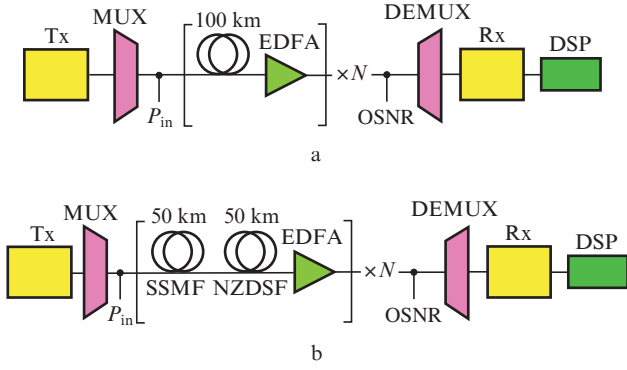 MUX 100 km DEMUX
Tx EDFA Rx DSP
P_in ×N OSNR
a
MUX 50 km 50 km DEMUX
Tx EDFA Rx DSP
P_in SSMF NZDSF ×N OSNR
b